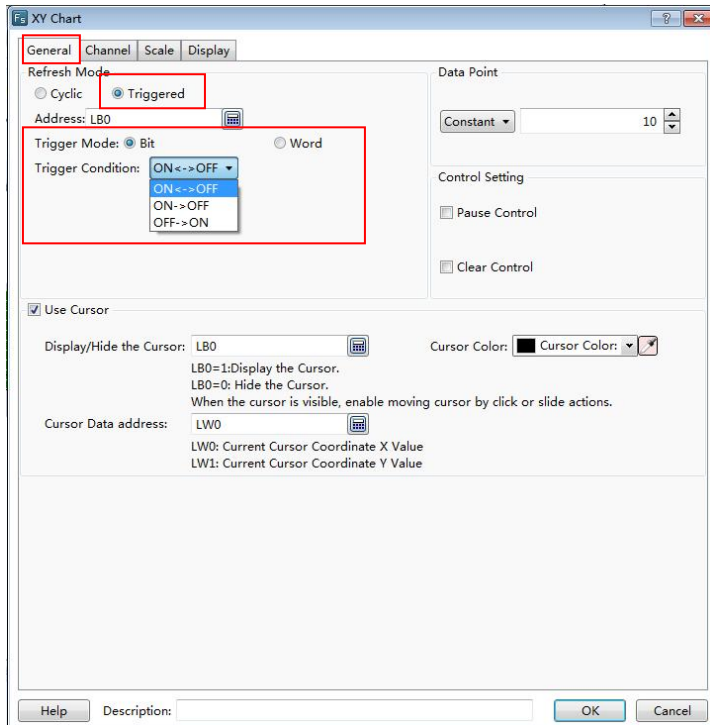 Fs XY Chart
General Channel Scale Display
Refresh Mode
Cyclic Triggered
Address: LB0
Trigger Mode: Bit Word
Trigger Condition: ON<->OFF
ON<->OFF
ON->OFF
OFF->ON
Data Point
Constant 10
Control Setting
Pause Control
Clear Control
Use Cursor
Display/Hide the Cursor: LB0 Cursor Color: Cursor Color:
LB0=1:Display the Cursor.
LB0=0: Hide the Cursor.
When the cursor is visible, enable moving cursor by click or slide actions.
Cursor Data address: LW0
LW0: Current Cursor Coordinate X Value
LW1: Current Cursor Coordinate Y Value
Help Description: OK Cancel